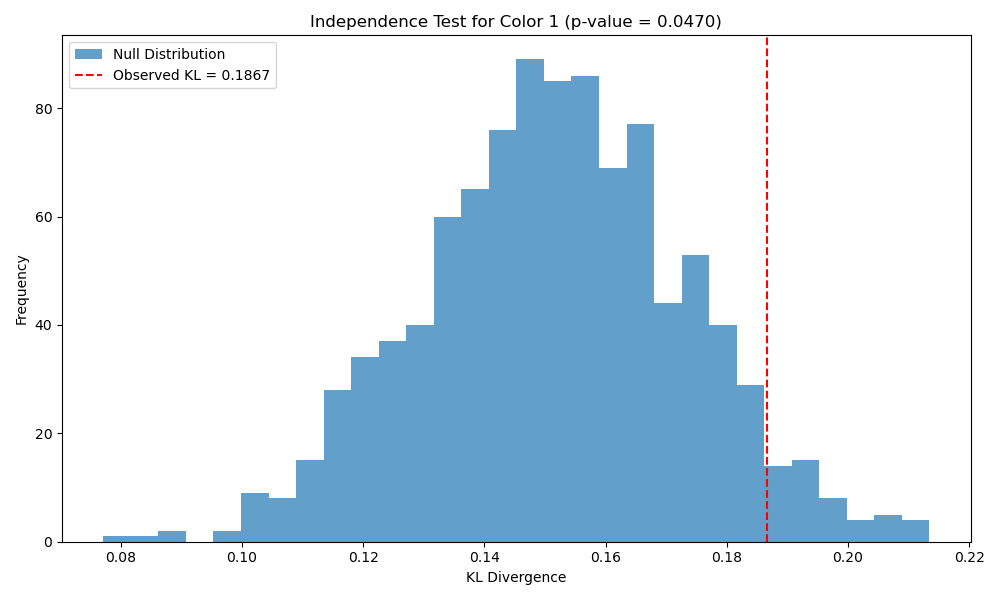 Independence Test for Color 1 (p-value = 0.0470)
Null Distribution
Observed KL = 0.1867
Frequency
80
60
40
20
0
0.08 0.10 0.12 0.14 0.16 0.18 0.20 0.22
KL Divergence